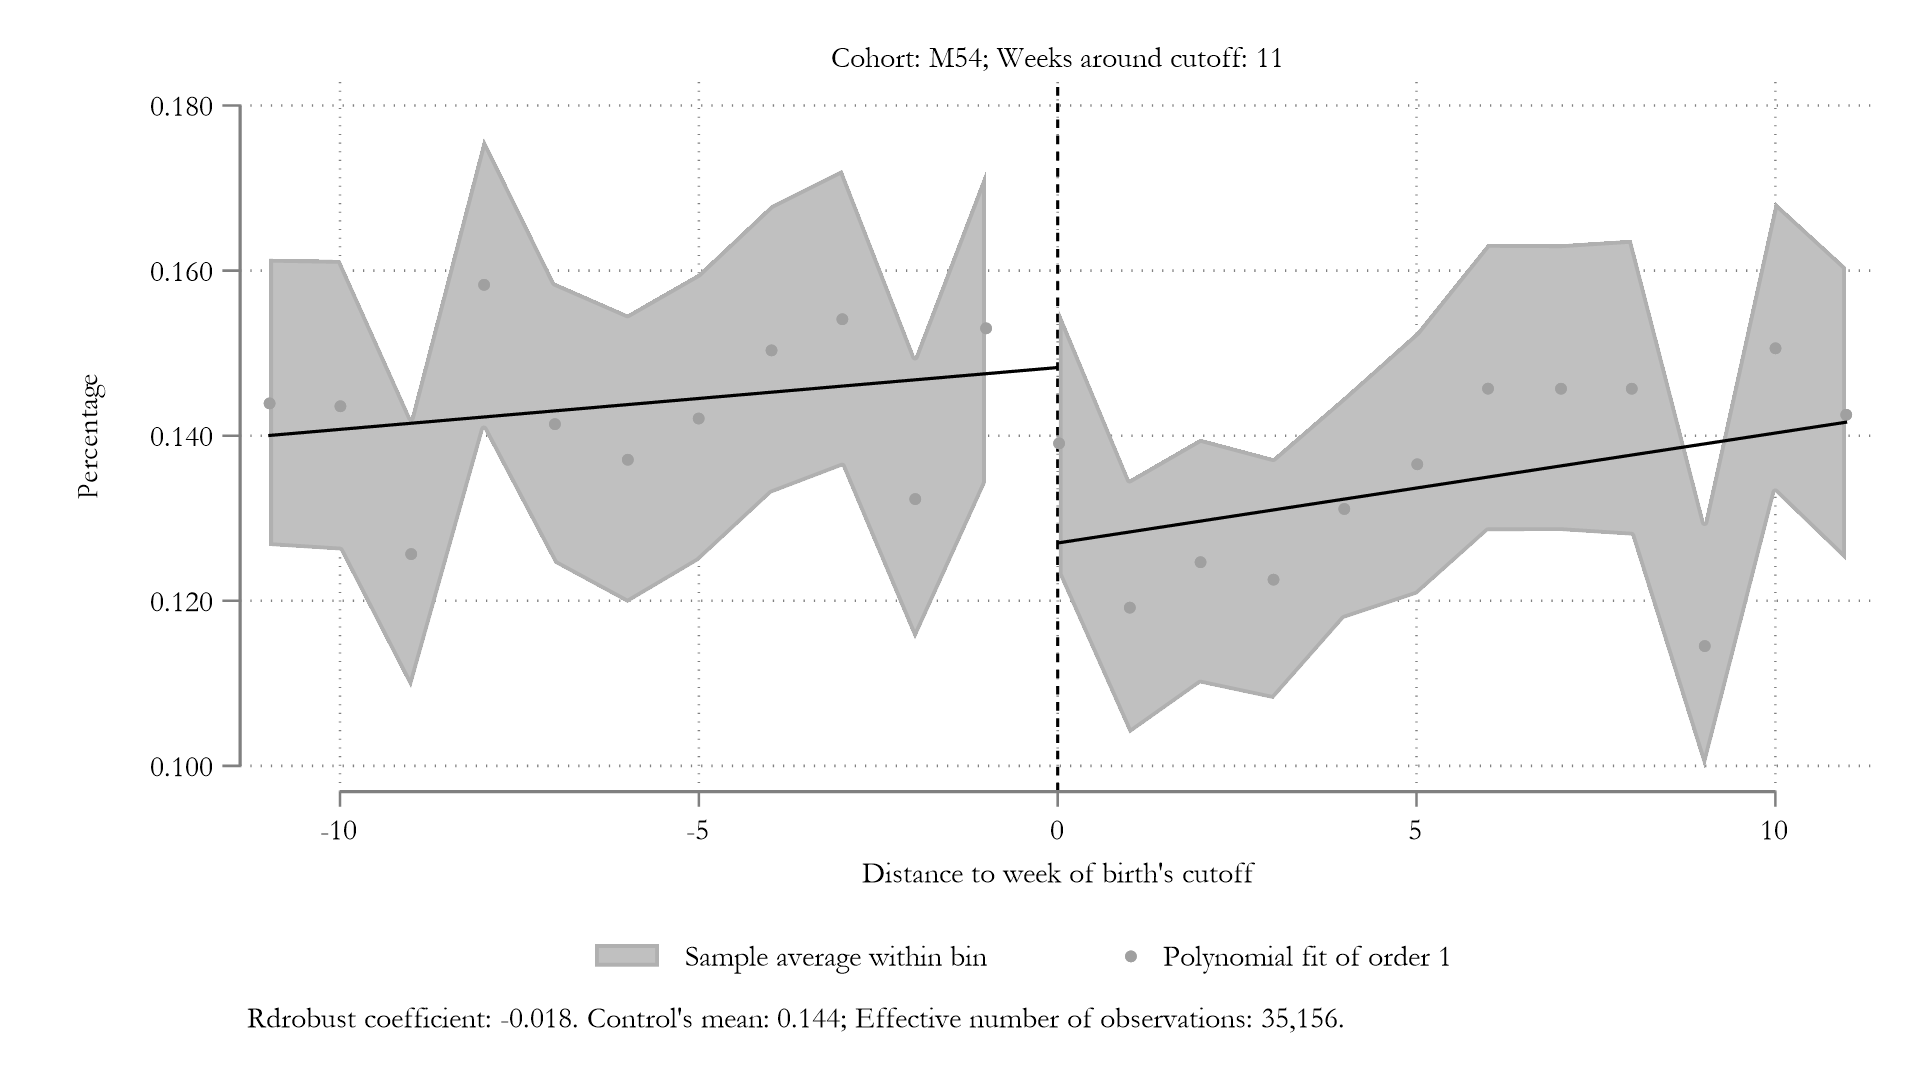 Cohort: M54; Weeks around cutoff: 11
0.180
0.160
0.140
0.120
0.100
Percentage
-10 -5 0 5 10
Distance to week of birth's cutoff
Sample average within bin Polynomial fit of order 1
Rdrobust coefficient: -0.018. Control's mean: 0.144; Effective number of observations: 35,156.